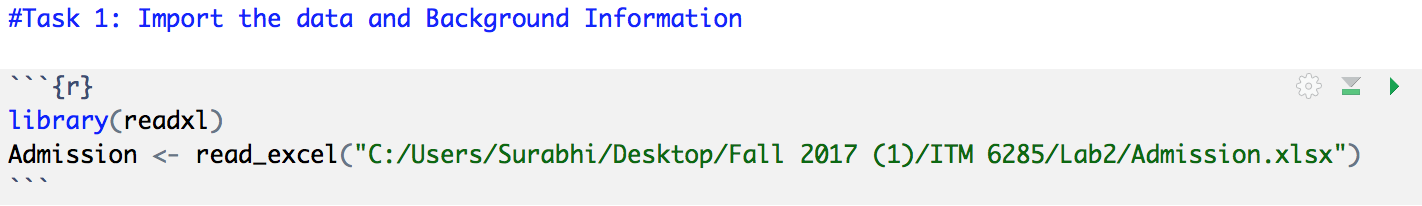 #Task 1: Import the data and Background Information
```{r}
library(readxl)
Admission <- read_excel("C:/Users/Surabhi/Desktop/Fall 2017 (1)/ITM 6285/Lab2/Admission.xlsx")
```